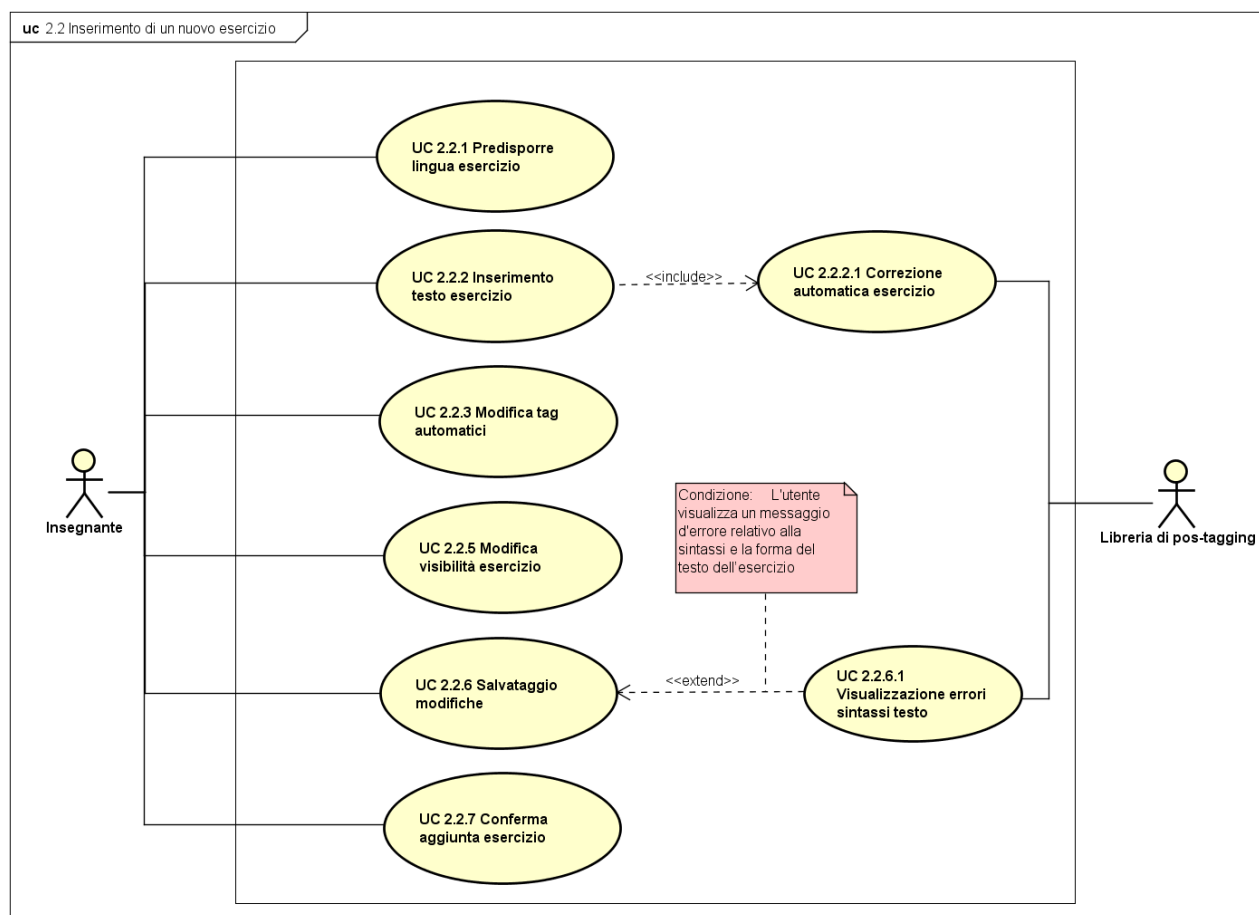 uc 2.2 Inserimento di un nuovo esercizio
UC 2.2.1 Predisporre
lingua esercizio
UC 2.2.2 Inserimento
testo esercizio
<<include>>
UC 2.2.2.1 Correzione
automatica esercizio
UC 2.2.3 Modifica tag
automatici
Insegnante
Condizione: L'utente
visualizza un messaggio
d'errore relativo alla
sintassi e la forma del
testo dell'esercizio
Libreria di pos-tagging
UC 2.2.5 Modifica
visibilità esercizio
UC 2.2.6 Salvataggio
modifiche
<<extend>>
UC 2.2.6.1
Visualizzazione errori
sintassi testo
UC 2.2.7 Conferma
aggiunta esercizio